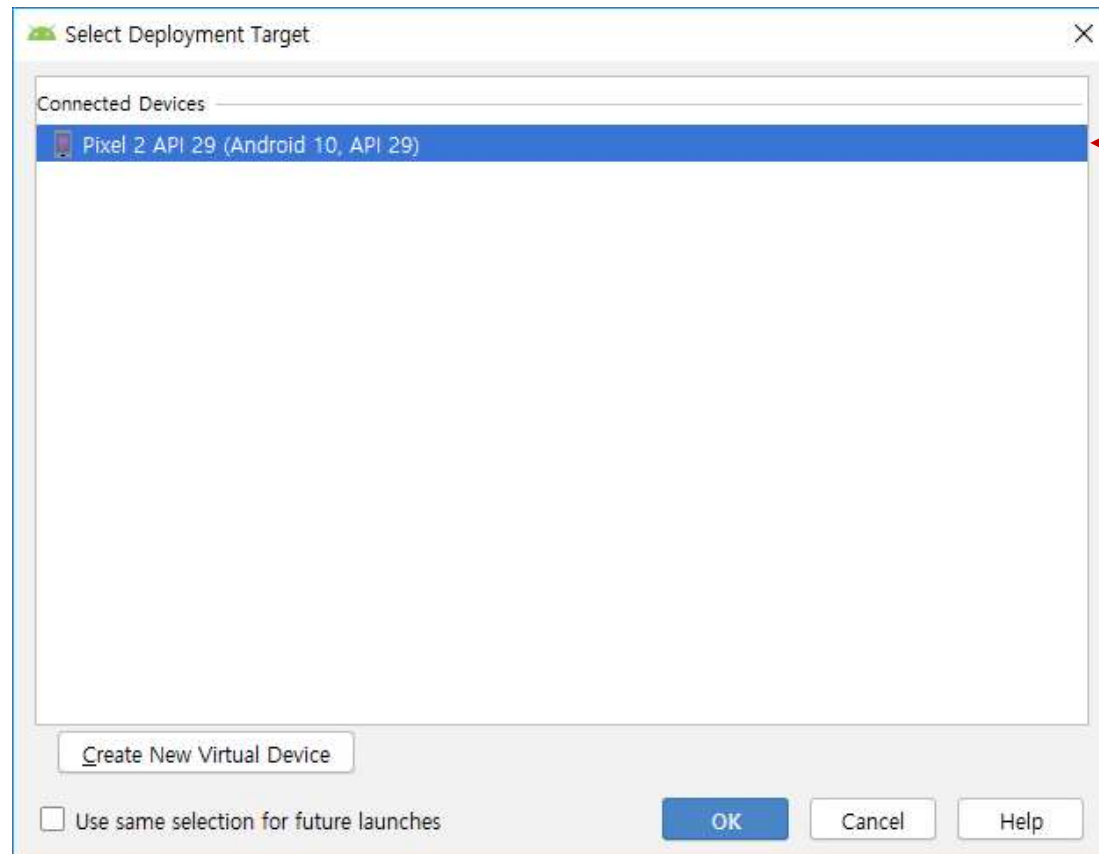 Select Deployment Target
Connected Devices
Pixel 2 API 29 (Android 10, API 29)
Create New Virtual Device
Use same selection for future launches
OK Cancel Help